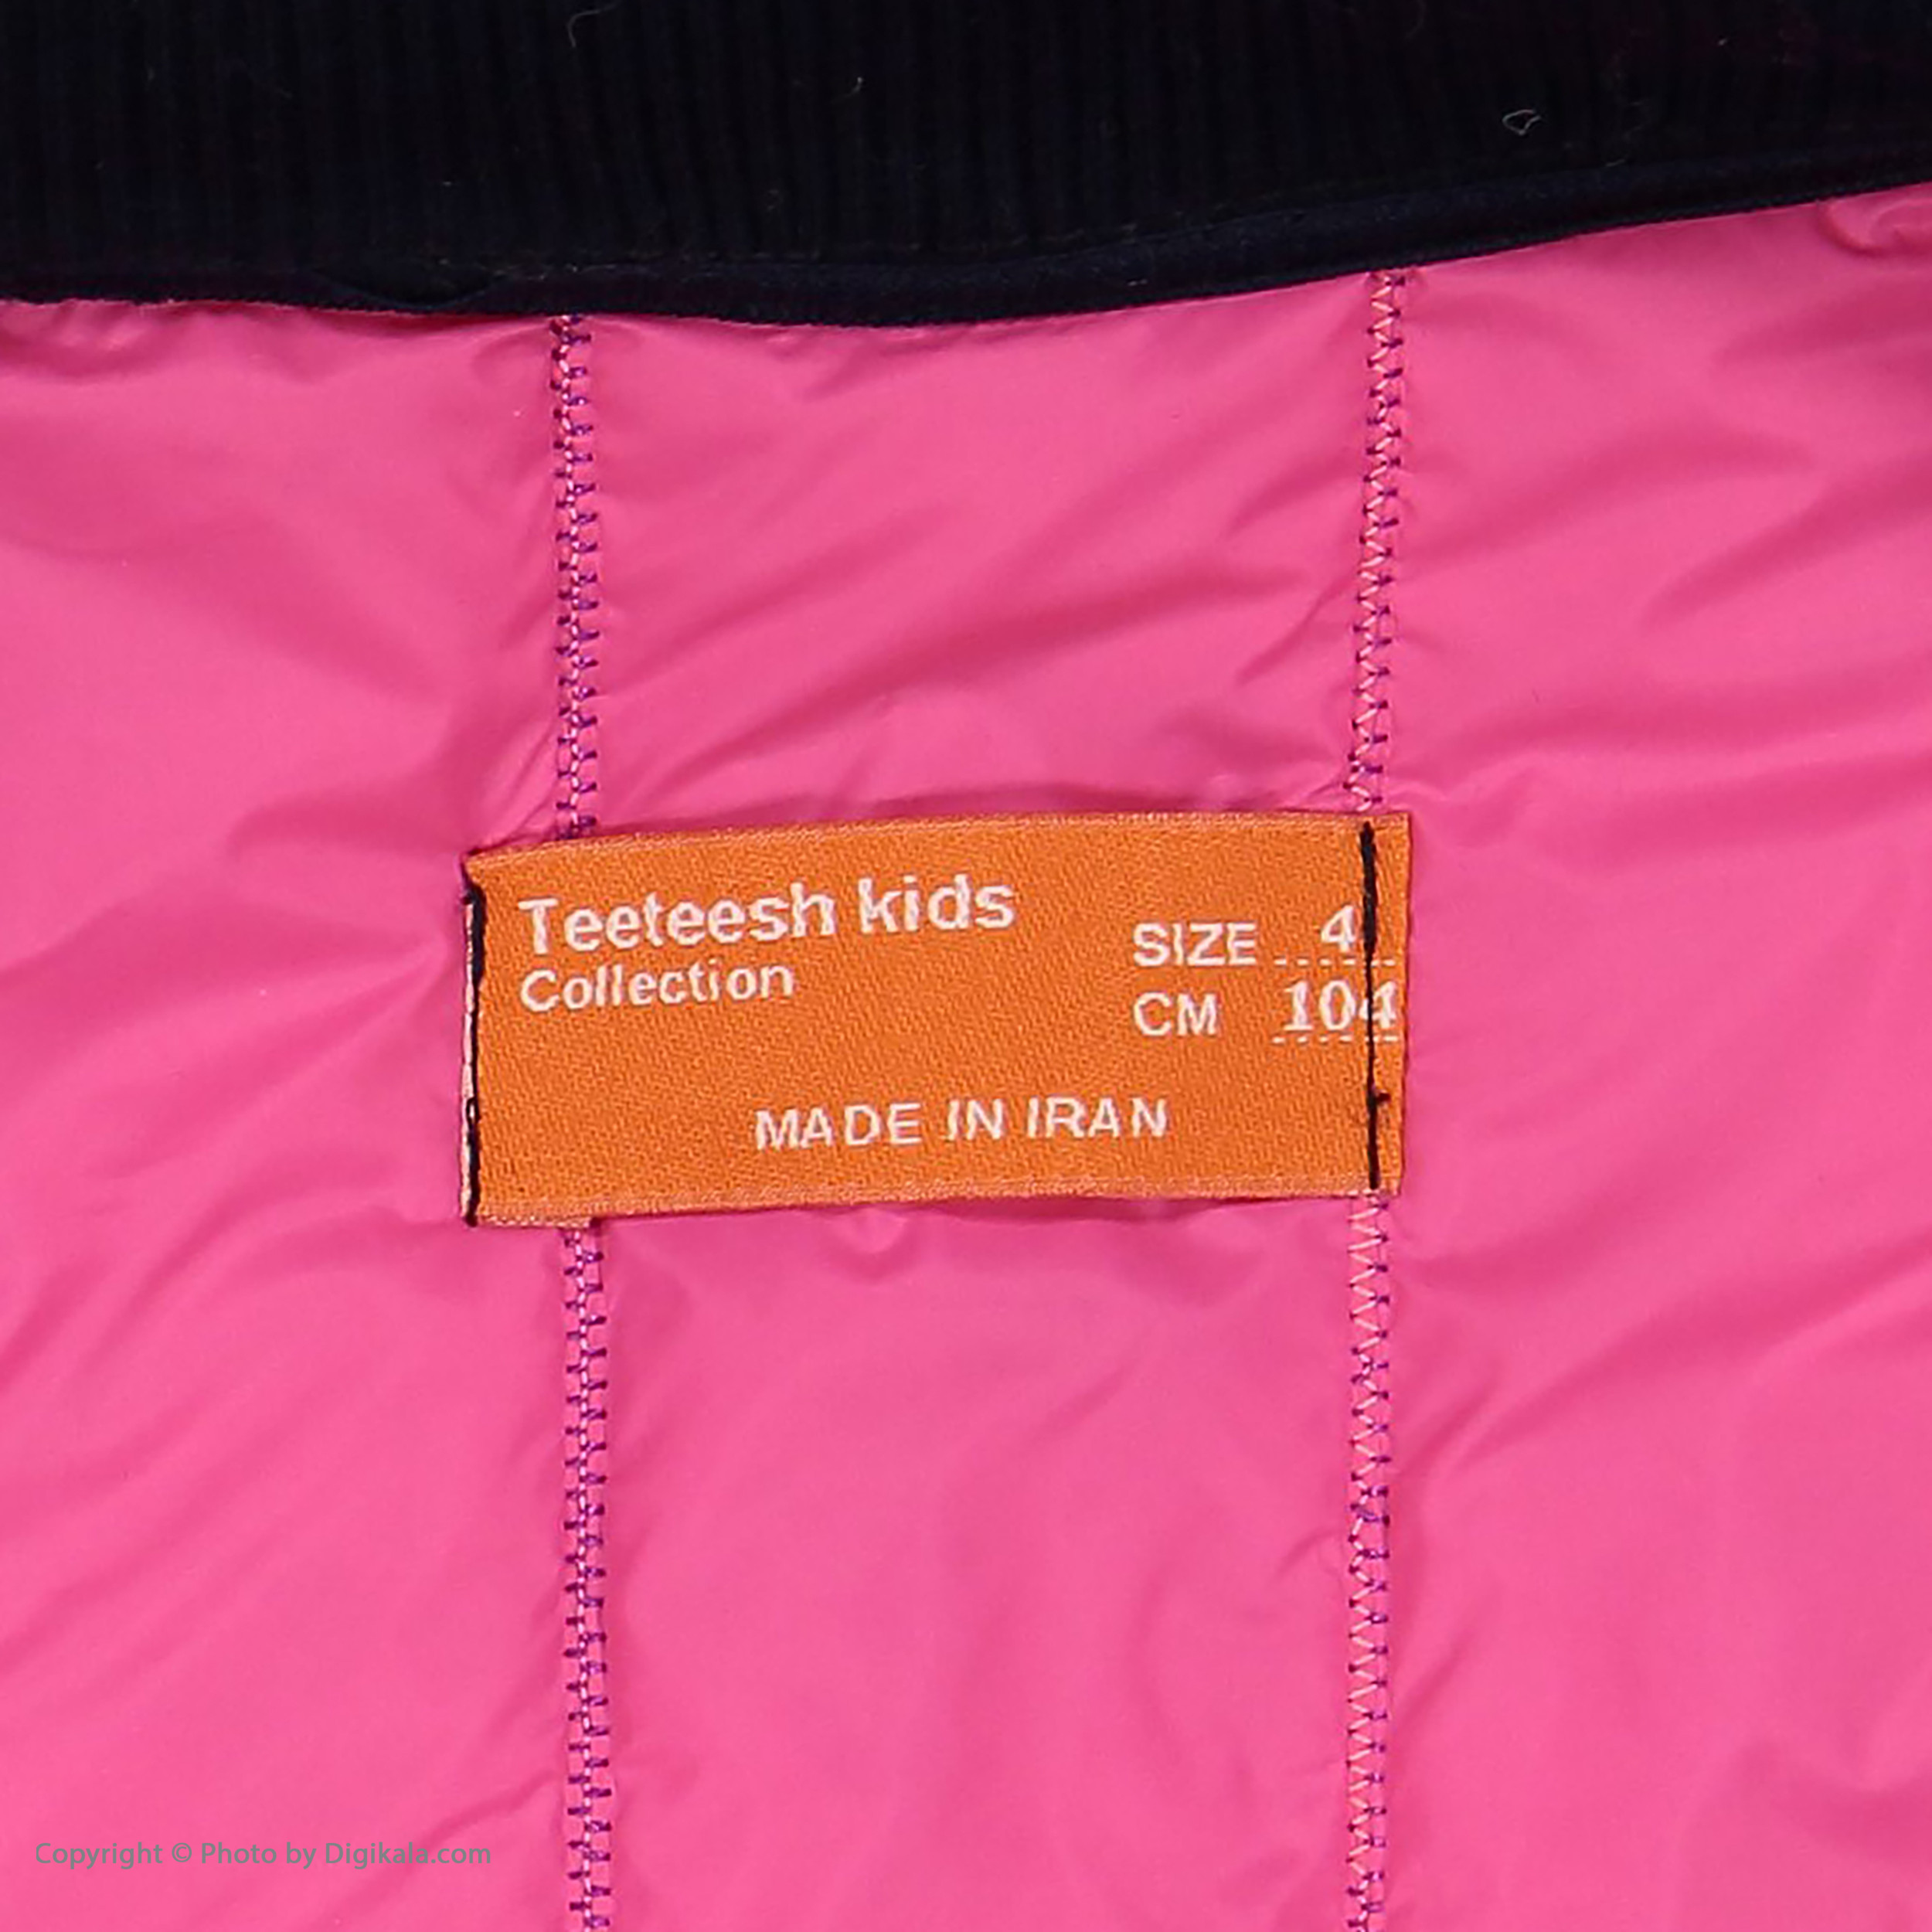 Teeteesh kids
Collection
SIZE 4
CM 104
MADE IN IRAN
Copyright © Photo by Digikala.com